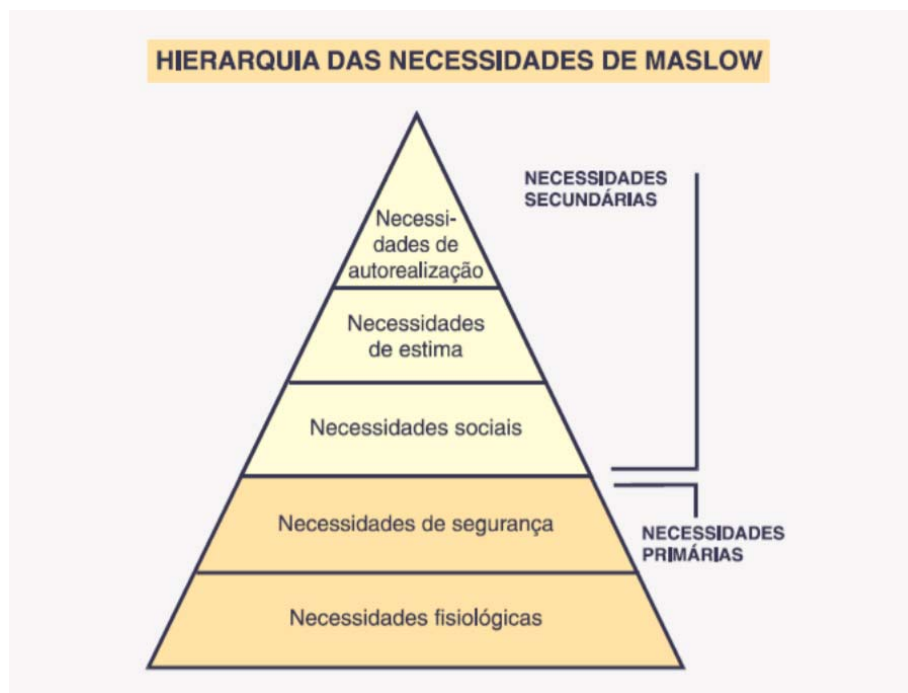 HIERARQUIA DAS NECESSIDADES DE MASLOW
NECESSIDADES
SECUNDÁRIAS
Necessi-
dades de
autorealização
Necessidades
de estima
Necessidades sociais
Necessidades de segurança
NECESSIDADES
PRIMÁRIAS
Necessidades fisiológicas